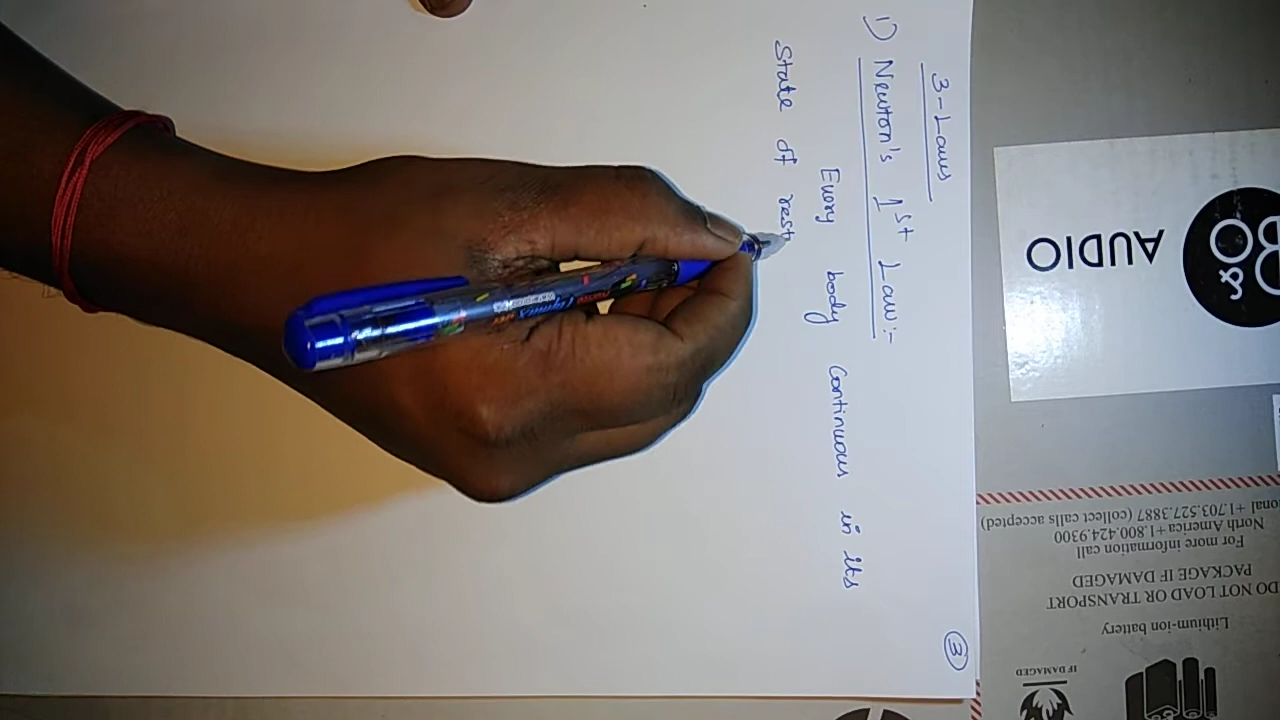 3
3-Laws
1) Newton's 1st Law:-
Every body Continuous in its
State of rest
B&O
AUDIO
+1.703.527.3887 (collect calls accepted)
North America +1.800.424.9300
For more information call
PACKAGE IF DAMAGED
DO NOT LOAD OR TRANSPORT
Lithium-ion battery
IF DAMAGED